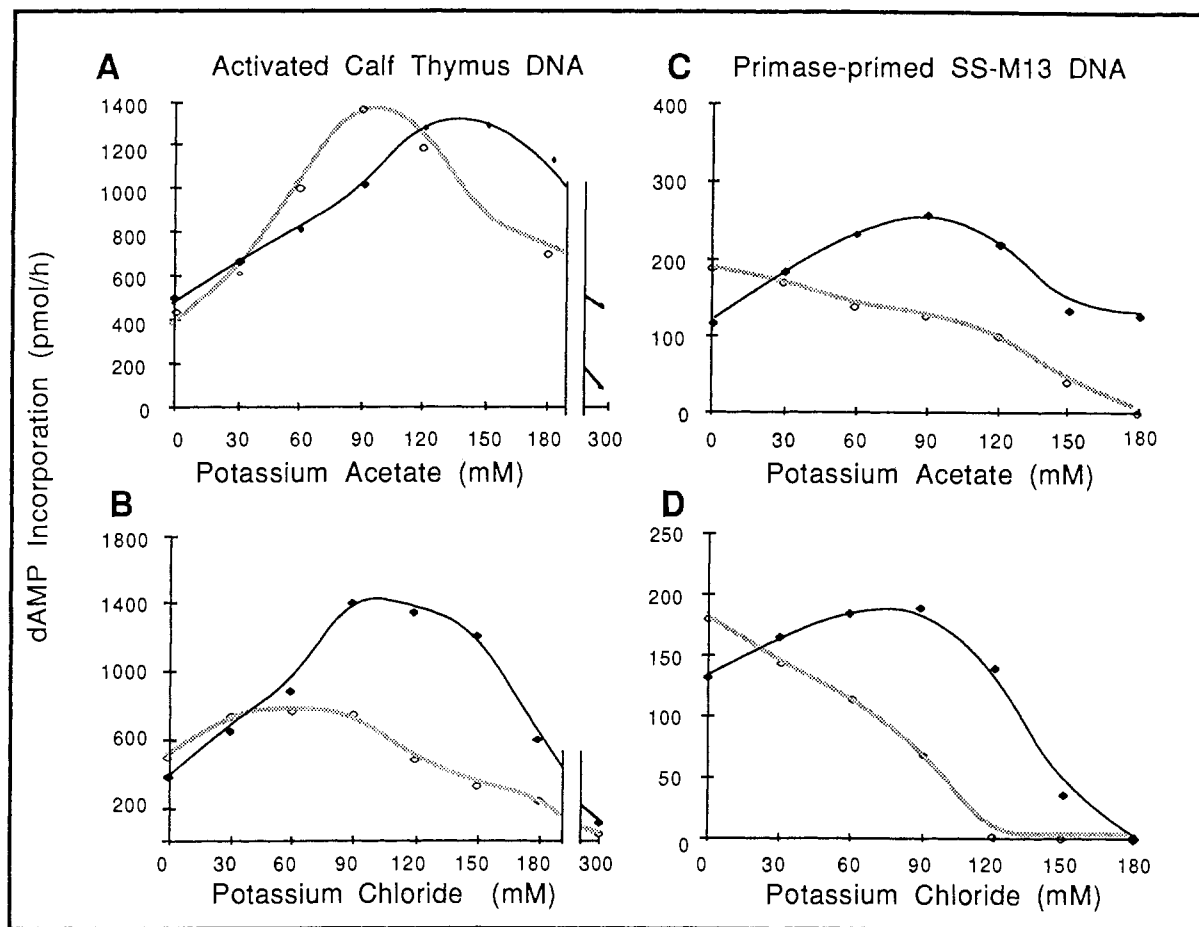 A Activated Calf Thymus DNA
1400
1200
1000
800
600
400
200
0
0 30 60 90 120 150 180 300
Potassium Acetate (mM)
C Primase-primed SS-M13 DNA
400
300
200
100
0
0 30 60 90 120 150 180
Potassium Acetate (mM)
dAMP Incorporation (pmol/h)
B
1800
1400
1000
600
200
0 30 60 90 120 150 180 300
Potassium Chloride (mM)
D
250
200
150
100
50
0
0 30 60 90 120 150 180
Potassium Chloride (mM)